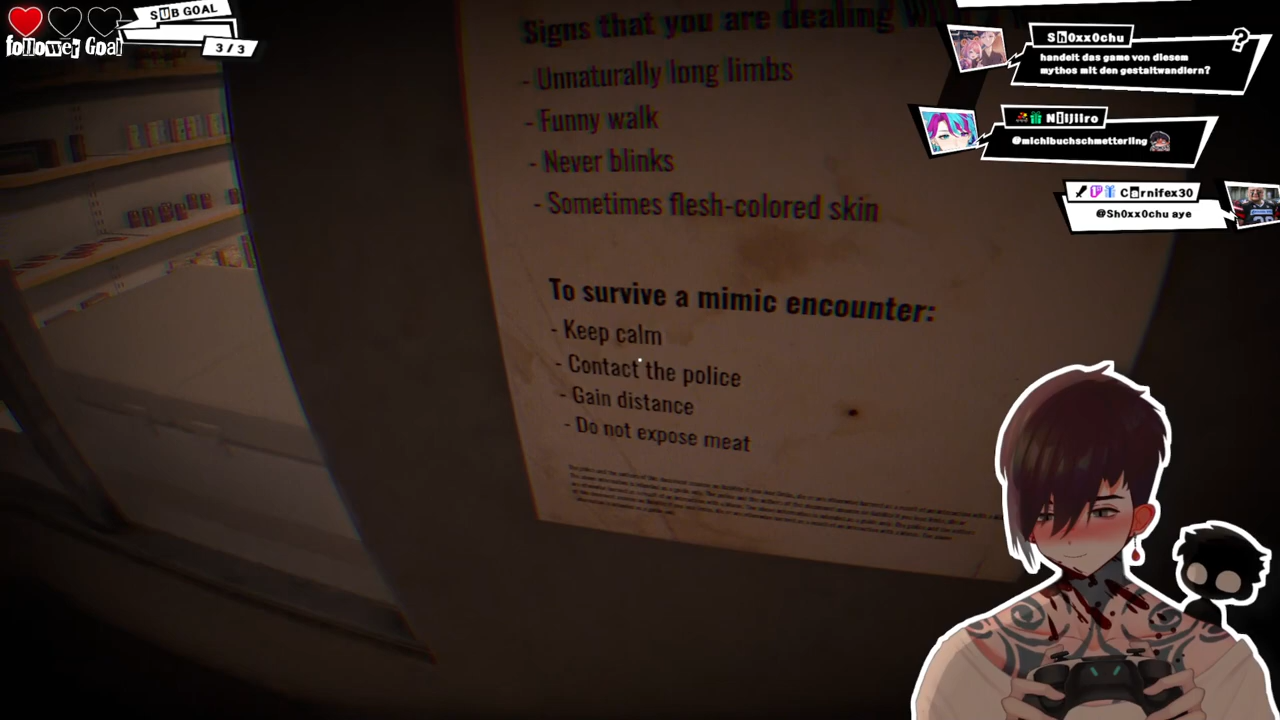 SUB GOAL
follower Goal
3 / 3
Signs that you are dealing
- Unnaturally long limbs
- Funny walk
- Never blinks
- Sometimes flesh-colored skin
To survive a mimic encounter:
- Keep calm
- Contact the police
- Gain distance
- Do not expose meat
Sh0xx0chu
?
handelt das game von diesem
mythos mit den gestaltwandlern?
@michibuchschmetterling
C rnifex30
@Sh0xx0chu aye